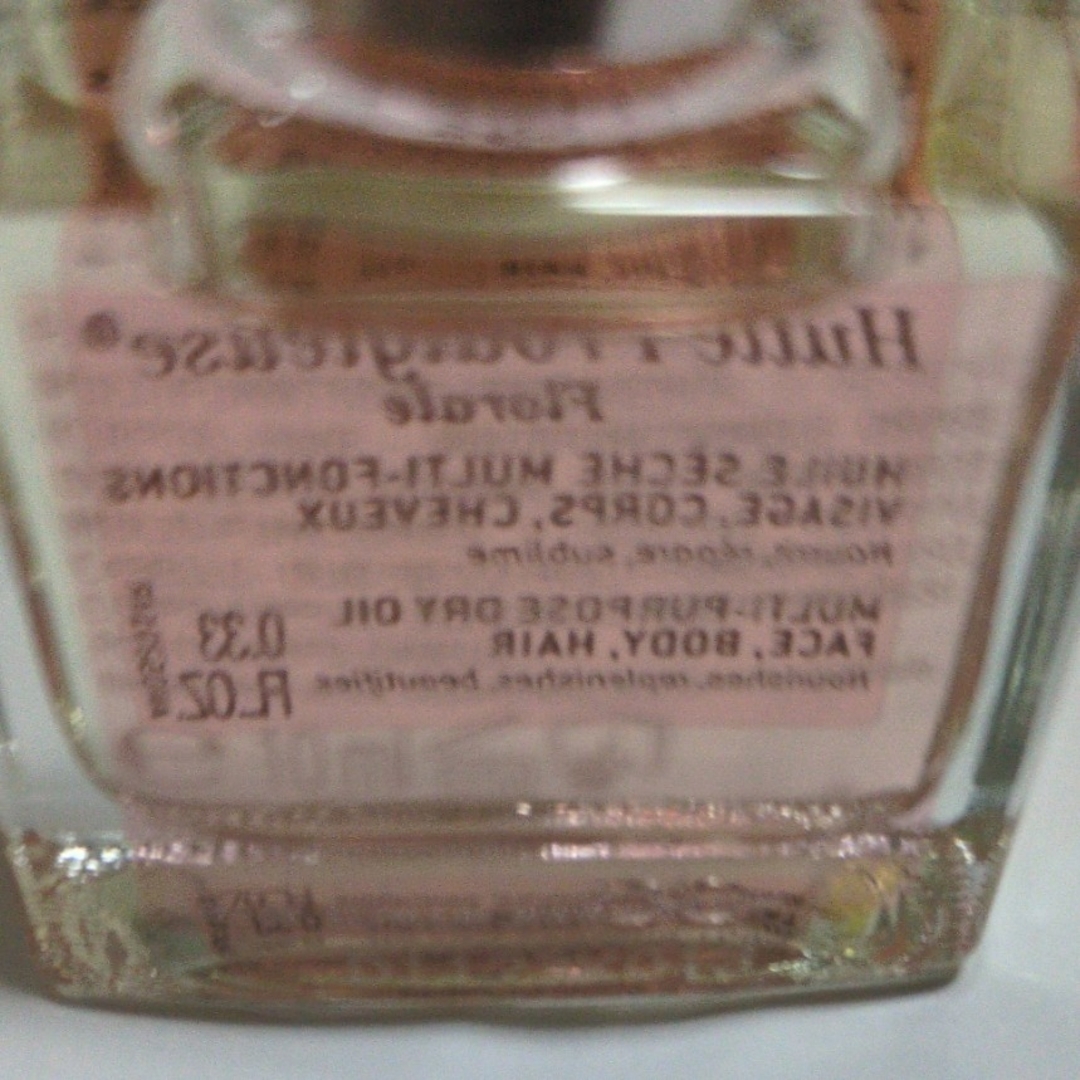 Huile Prodigieuse®
Florale
HUILE SÈCHE MULTI-FONCTIONS
VISAGE, CORPS, CHEVEUX
Nourrit, répare, sublime
MULTI-PURPOSE DRY OIL
FACE, BODY, HAIR
Nourishes, replenishes, beautifies
0.33
FL.OZ